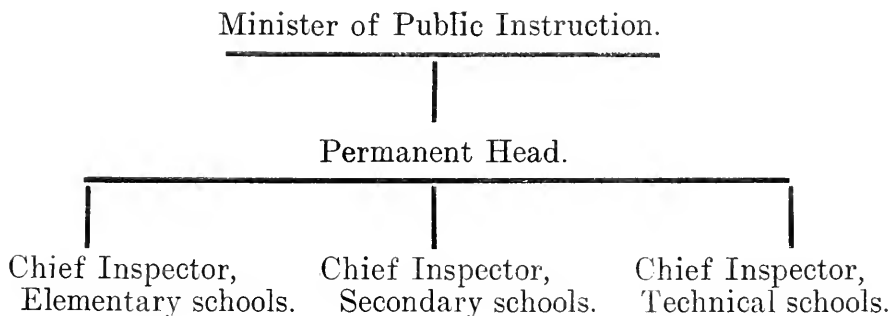 Minister of Public Instruction.
Permanent Head.
Chief Inspector,
Elementary schools.
Chief Inspector,
Secondary schools.
Chief Inspector,
Technical schools.